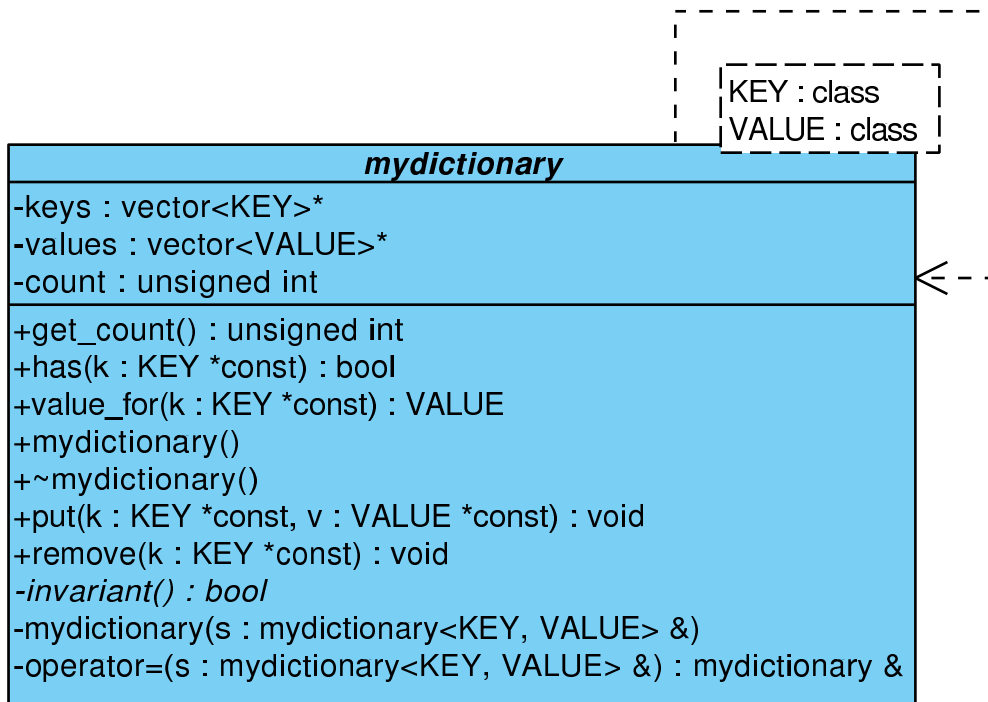 KEY : class
VALUE : class
mydictionary
-keys : vector<KEY>*
-values : vector<VALUE>*
-count : unsigned int
+get_count() : unsigned int
+has(k : KEY *const) : bool
+value_for(k : KEY *const) : VALUE
+mydictionary()
+~mydictionary()
+put(k : KEY *const, v : VALUE *const) : void
+remove(k : KEY *const) : void
-invariant() : bool
-mydictionary(s : mydictionary<KEY, VALUE> &)
-operator=(s : mydictionary<KEY, VALUE> &) : mydictionary &